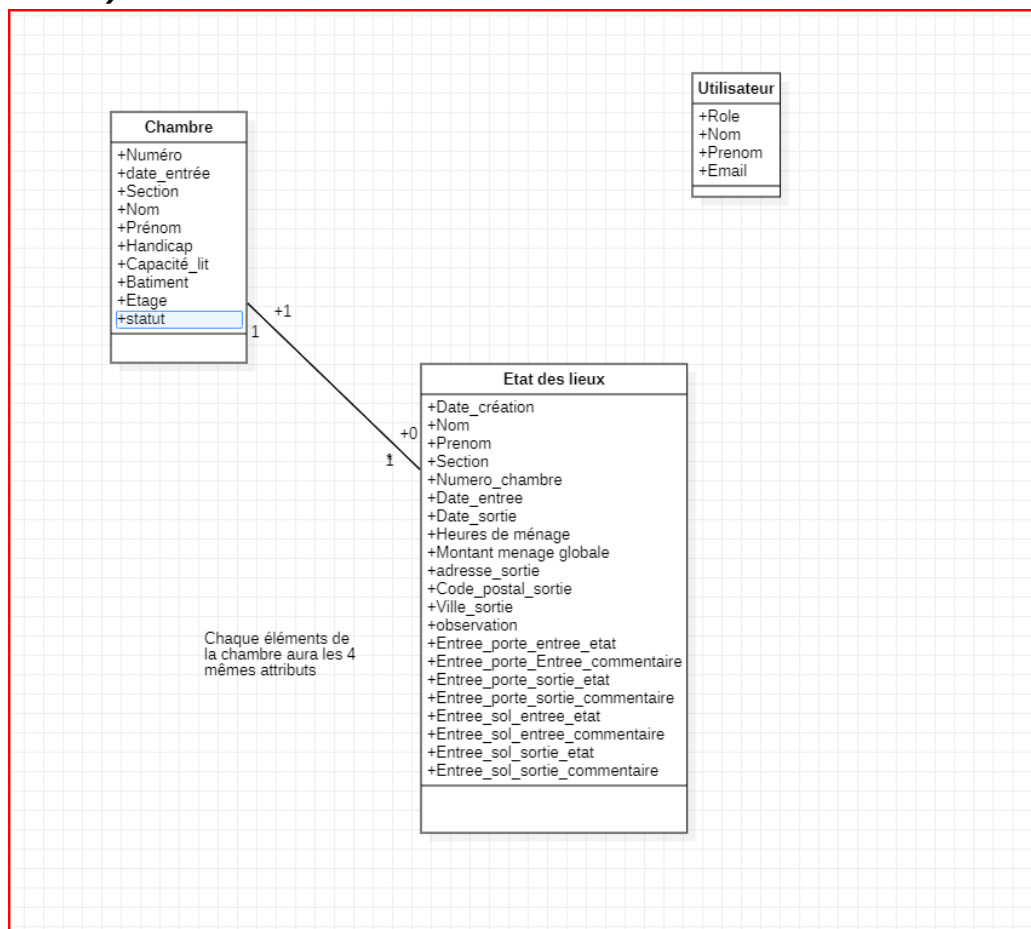 Utilisateur
+Role
+Nom
+Prenom
+Email
Chambre
+Numéro
+date_entrée
+Section
+Nom
+Prénom
+Handicap
+Capacité_lit
+Batiment
+Etage
+statut
+1
1
+0
1
Etat des lieux
+Date_création
+Nom
+Prenom
+Section
+Numero_chambre
+Date_entree
+Date_sortie
+Heures de ménage
+Montant menage globale
+adresse_sortie
+Code_postal_sortie
+Ville_sortie
+observation
+Entree_porte_entree_etat
+Entree_porte_Entree_commentaire
+Entree_porte_sortie_etat
+Entree_porte_sortie_commentaire
+Entree_sol_entree_etat
+Entree_sol_entree_commentaire
+Entree_sol_sortie_etat
+Entree_sol_sortie_commentaire
Chaque éléments de
la chambre aura les 4
mêmes attributs